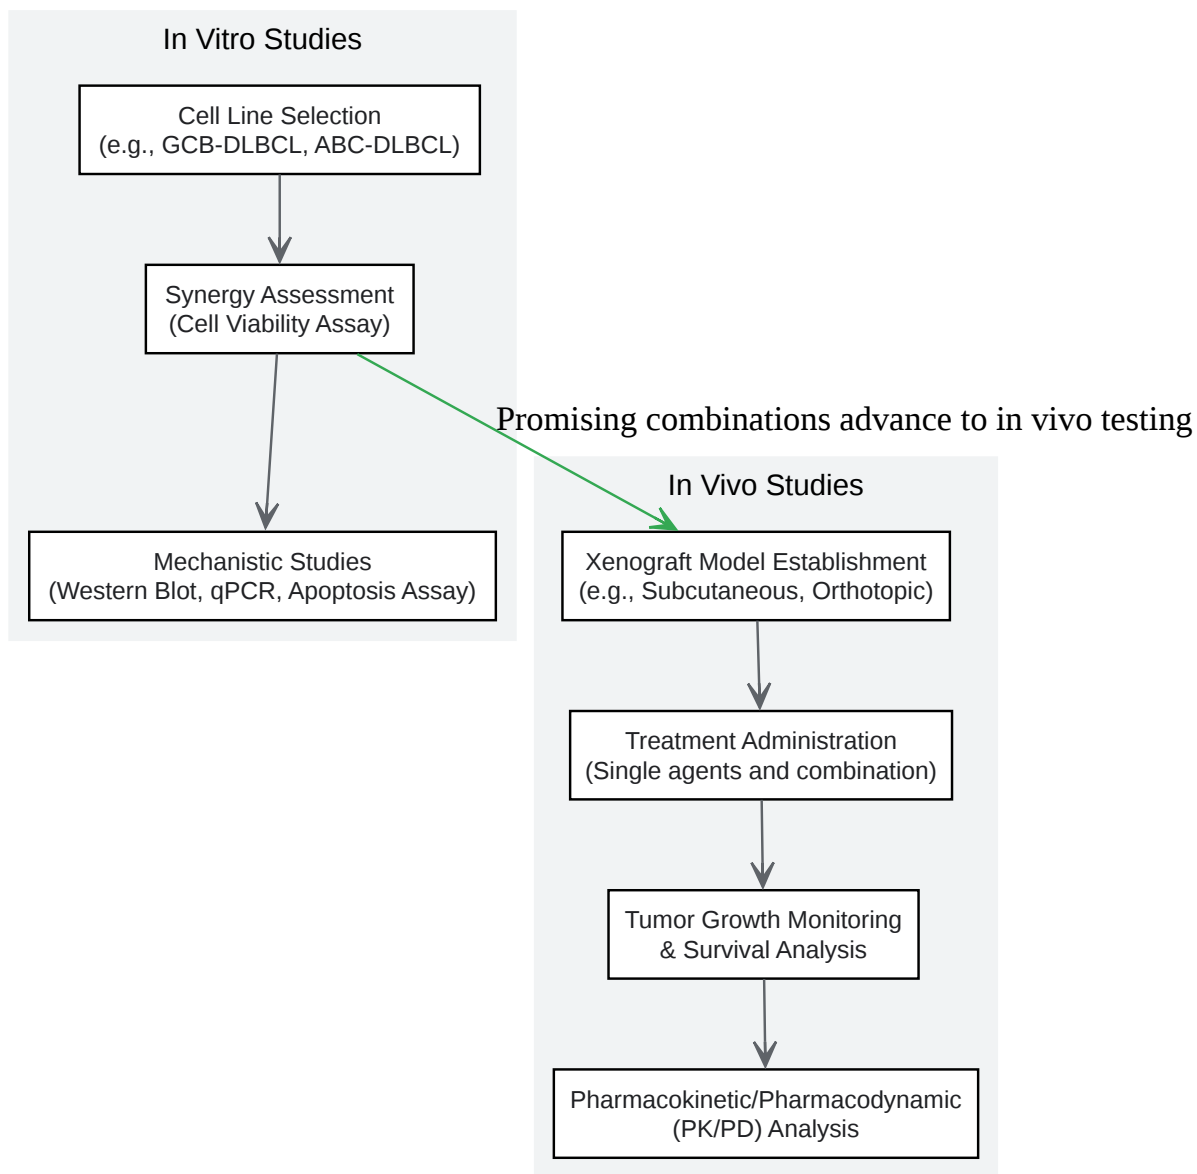 In Vitro Studies
Cell Line Selection
(e.g., GCB-DLBCL, ABC-DLBCL)
Synergy Assessment
(Cell Viability Assay)
Promising combinations advance to in vivo testing
Mechanistic Studies
(Western Blot, qPCR, Apoptosis Assay)
In Vivo Studies
Xenograft Model Establishment
(e.g., Subcutaneous, Orthotopic)
Treatment Administration
(Single agents and combination)
Tumor Growth Monitoring
& Survival Analysis
Pharmacokinetic/Pharmacodynamic
(PK/PD) Analysis